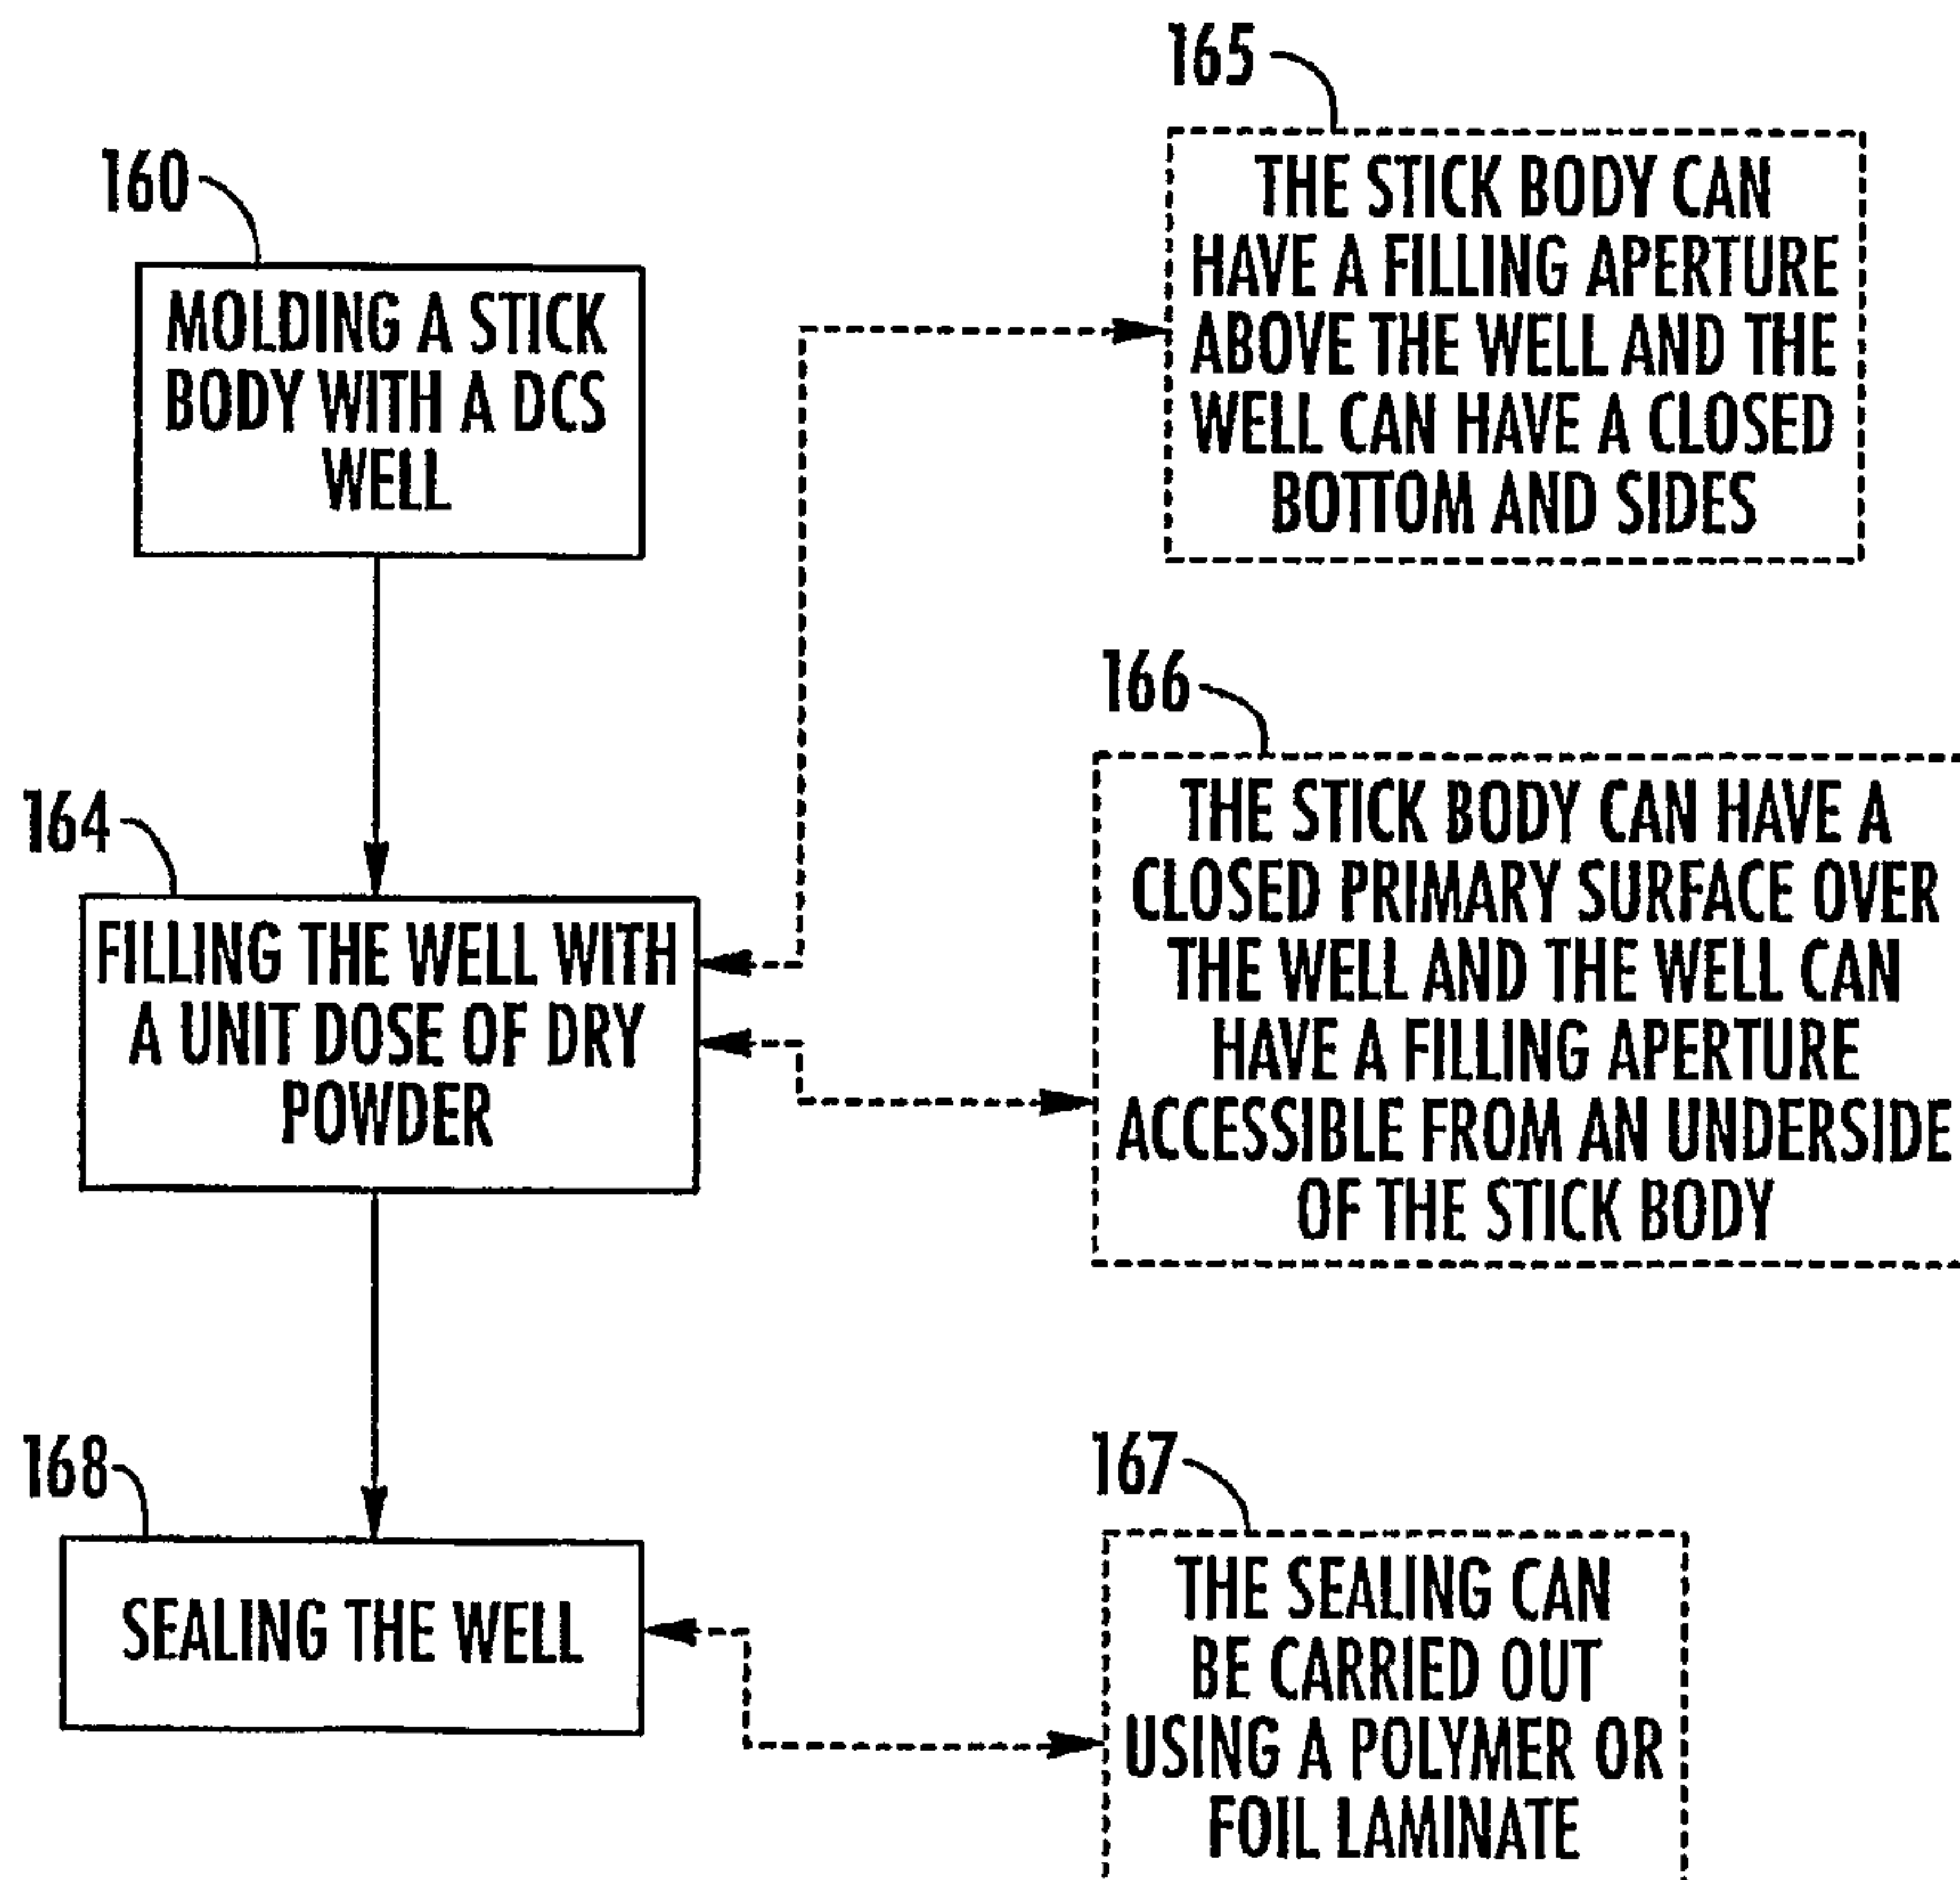 160
MOLDING A STICK
BODY WITH A DCS
WELL
165
THE STICK BODY CAN
HAVE A FILLING APERTURE
ABOVE THE WELL AND THE
WELL CAN HAVE A CLOSED
BOTTOM AND SIDES
164
FILLING THE WELL WITH
A UNIT DOSE OF DRY
POWDER
166
THE STICK BODY CAN HAVE A
CLOSED PRIMARY SURFACE OVER
THE WELL AND THE WELL CAN
HAVE A FILLING APERTURE
ACCESSIBLE FROM AN UNDERSIDE
OF THE STICK BODY
168
SEALING THE WELL
167
THE SEALING CAN
BE CARRIED OUT
USING A POLYMER OR
FOIL LAMINATE